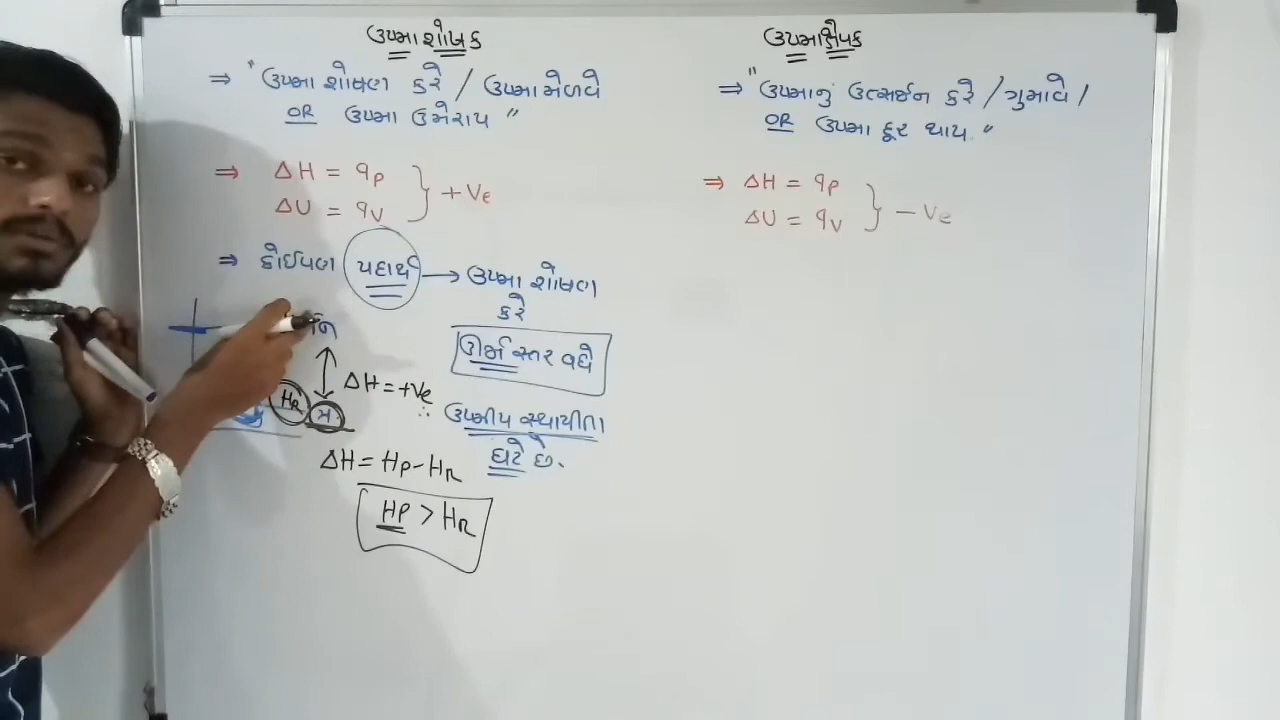 ઉષ્માશોષક
⇒ "ઉષ્મા શોષણ કરે / ઉષ્મા મેળવે
OR ઉષ્મા ઉમેરાય"
⇒ ΔH = qp } +Ve
ΔU = qv
⇒ કોઈપણ પદાર્થ → ઉષ્મા શોષણ
કરે
ઊર્જા સ્તર વધે
ΔH = +Ve
HR
∴ ઉષ્મીય સ્થાયીતા
ઘટે છે.
ΔH = HP - HR
HP > HR
ઉષ્માક્ષેપક
⇒ "ઉષ્માનું ઉત્સર્જન કરે / ગુમાવે /
OR ઉષ્મા દૂર થાય."
⇒ ΔH = qp } - Ve
ΔU = qv